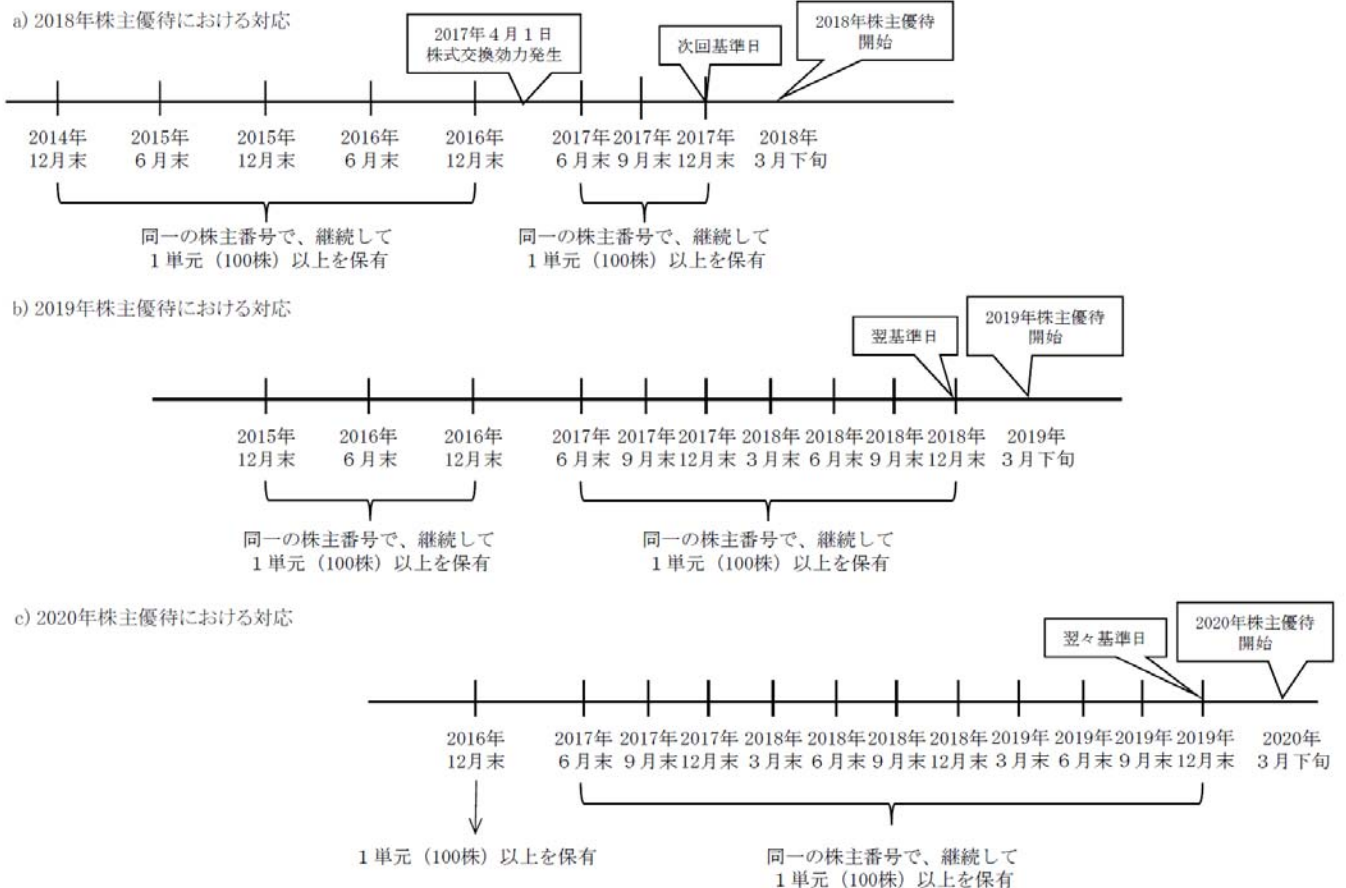 a) 2018年株主優待における対応
2017年4月1日
株式交換効力発生
次回基準日
2018年株主優待
開始
2014年
12月末
2015年
6月末
2015年
12月末
2016年
6月末
2016年
12月末
2017年
6月末
2017年
9月末
2017年
12月末
2018年
3月下旬
同一の株主番号で、継続して
1単元（100株）以上を保有
同一の株主番号で、継続して
1単元（100株）以上を保有
b) 2019年株主優待における対応
翌基準日
2019年株主優待
開始
2015年
12月末
2016年
6月末
2016年
12月末
2017年
6月末
2017年
9月末
2017年
12月末
2018年
3月末
2018年
6月末
2018年
9月末
2018年
12月末
2019年
3月下旬
同一の株主番号で、継続して
1単元（100株）以上を保有
同一の株主番号で、継続して
1単元（100株）以上を保有
c) 2020年株主優待における対応
翌々基準日
2020年株主優待
開始
2016年
12月末
2017年
6月末
2017年
9月末
2017年
12月末
2018年
3月末
2018年
6月末
2018年
9月末
2018年
12月末
2019年
3月末
2019年
6月末
2019年
9月末
2019年
12月末
2020年
3月下旬
1単元（100株）以上を保有
同一の株主番号で、継続して
1単元（100株）以上を保有